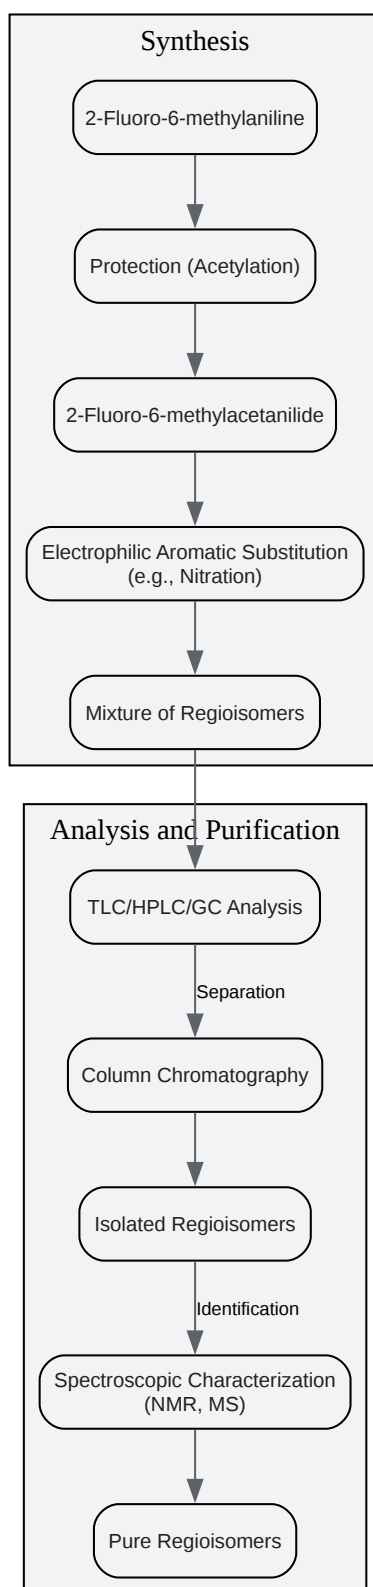 Synthesis
2-Fluoro-6-methylaniline
Protection (Acetylation)
2-Fluoro-6-methylacetanilide
Electrophilic Aromatic Substitution
(e.g., Nitration)
Mixture of Regioisomers
Analysis and Purification
TLC/HPLC/GC Analysis
Separation
Column Chromatography
Isolated Regioisomers
Identification
Spectroscopic Characterization
(NMR, MS)
Pure Regioisomers